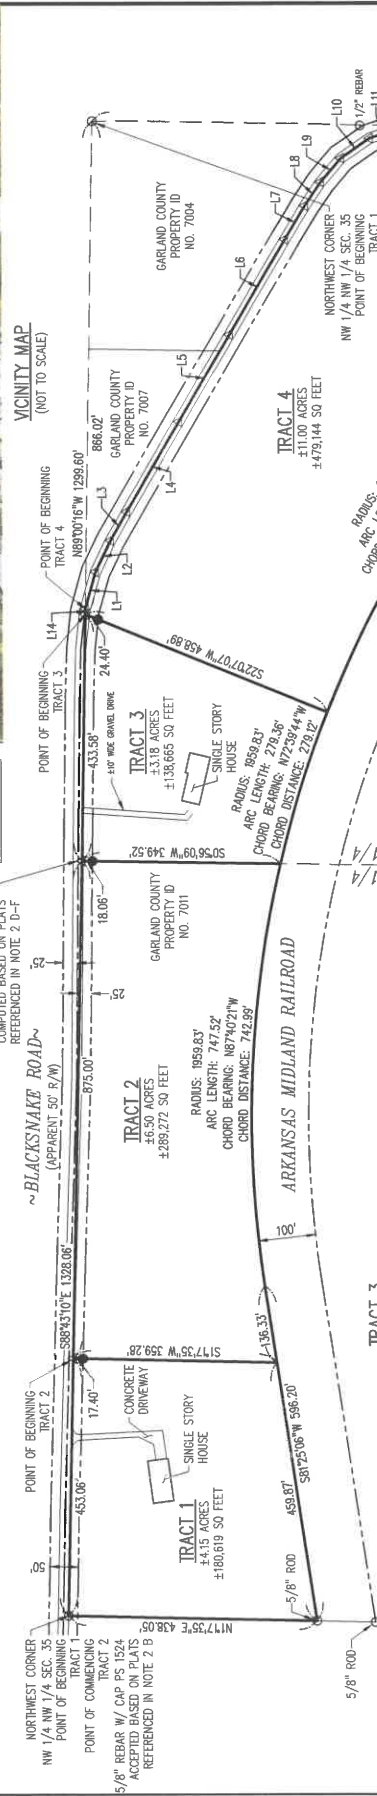 VICINITY MAP
(NOT TO SCALE)
COMPUTED BASED ON PLATS
REFERENCED IN NOTE 2 D-F
~BLACKSNAKE ROAD~
(APPARENT 50' R/W)
NORTHWEST CORNER
NW 1/4 NW 1/4 SEC. 35
POINT OF BEGINNING
TRACT 1
POINT OF COMMENCING
TRACT 2
5/8" REBAR W/ CAP PS 1524
ACCEPTED BASED ON PLATS
REFERENCED IN NOTE 2 B
50'
453.06'
POINT OF BEGINNING
TRACT 2
17.40'
S88°43'10"E 1328.06'
875.00'
25'
25'
18.06'
433.58'
POINT OF BEGINNING
TRACT 3
L14
POINT OF BEGINNING
TRACT 4
24.40'
N89°00'16"W 1299.60'
866.02'
GARLAND COUNTY
PROPERTY ID
NO. 7007
GARLAND COUNTY
PROPERTY ID
NO. 7004
L1
L2
L3
L4
L5
L6
L7
L8
L9
L10
L11
1/2" REBAR
NORTHWEST CORNER
NW 1/4 NW 1/4 SEC. 35
POINT OF BEGINNING
TRACT 1
CONCRETE
DRIVEWAY
SINGLE STORY
HOUSE
TRACT 1
±4.15 ACRES
±180,619 SQ FEET
N1°17'35"E 438.05'
5/8" ROD
5/8" ROD
459.87'
S81°25'06"W 596.20'
136.33'
S1°17'35"W 359.28'
TRACT 2
±6.50 ACRES
±289,272 SQ FEET
GARLAND COUNTY
PROPERTY ID
NO. 7011
RADIUS: 1959.83'
ARC LENGTH: 747.52'
CHORD BEARING: N87°40'21"W
CHORD DISTANCE: 742.99'
S0°56'09"W 349.52'
±10' WIDE GRAVEL DRIVE
TRACT 3
±3.18 ACRES
±138,665 SQ FEET
SINGLE STORY
HOUSE
RADIUS: 1959.83'
ARC LENGTH: 279.36'
CHORD BEARING: N72°39'44"W
CHORD DISTANCE: 279.12'
S22°07'07"W 458.89'
TRACT 4
±11.00 ACRES
±479,144 SQ FEET
RADIUS:
ARC L
CHOR
ARKANSAS MIDLAND RAILROAD
100'
1/4
1/4
TRACT 3